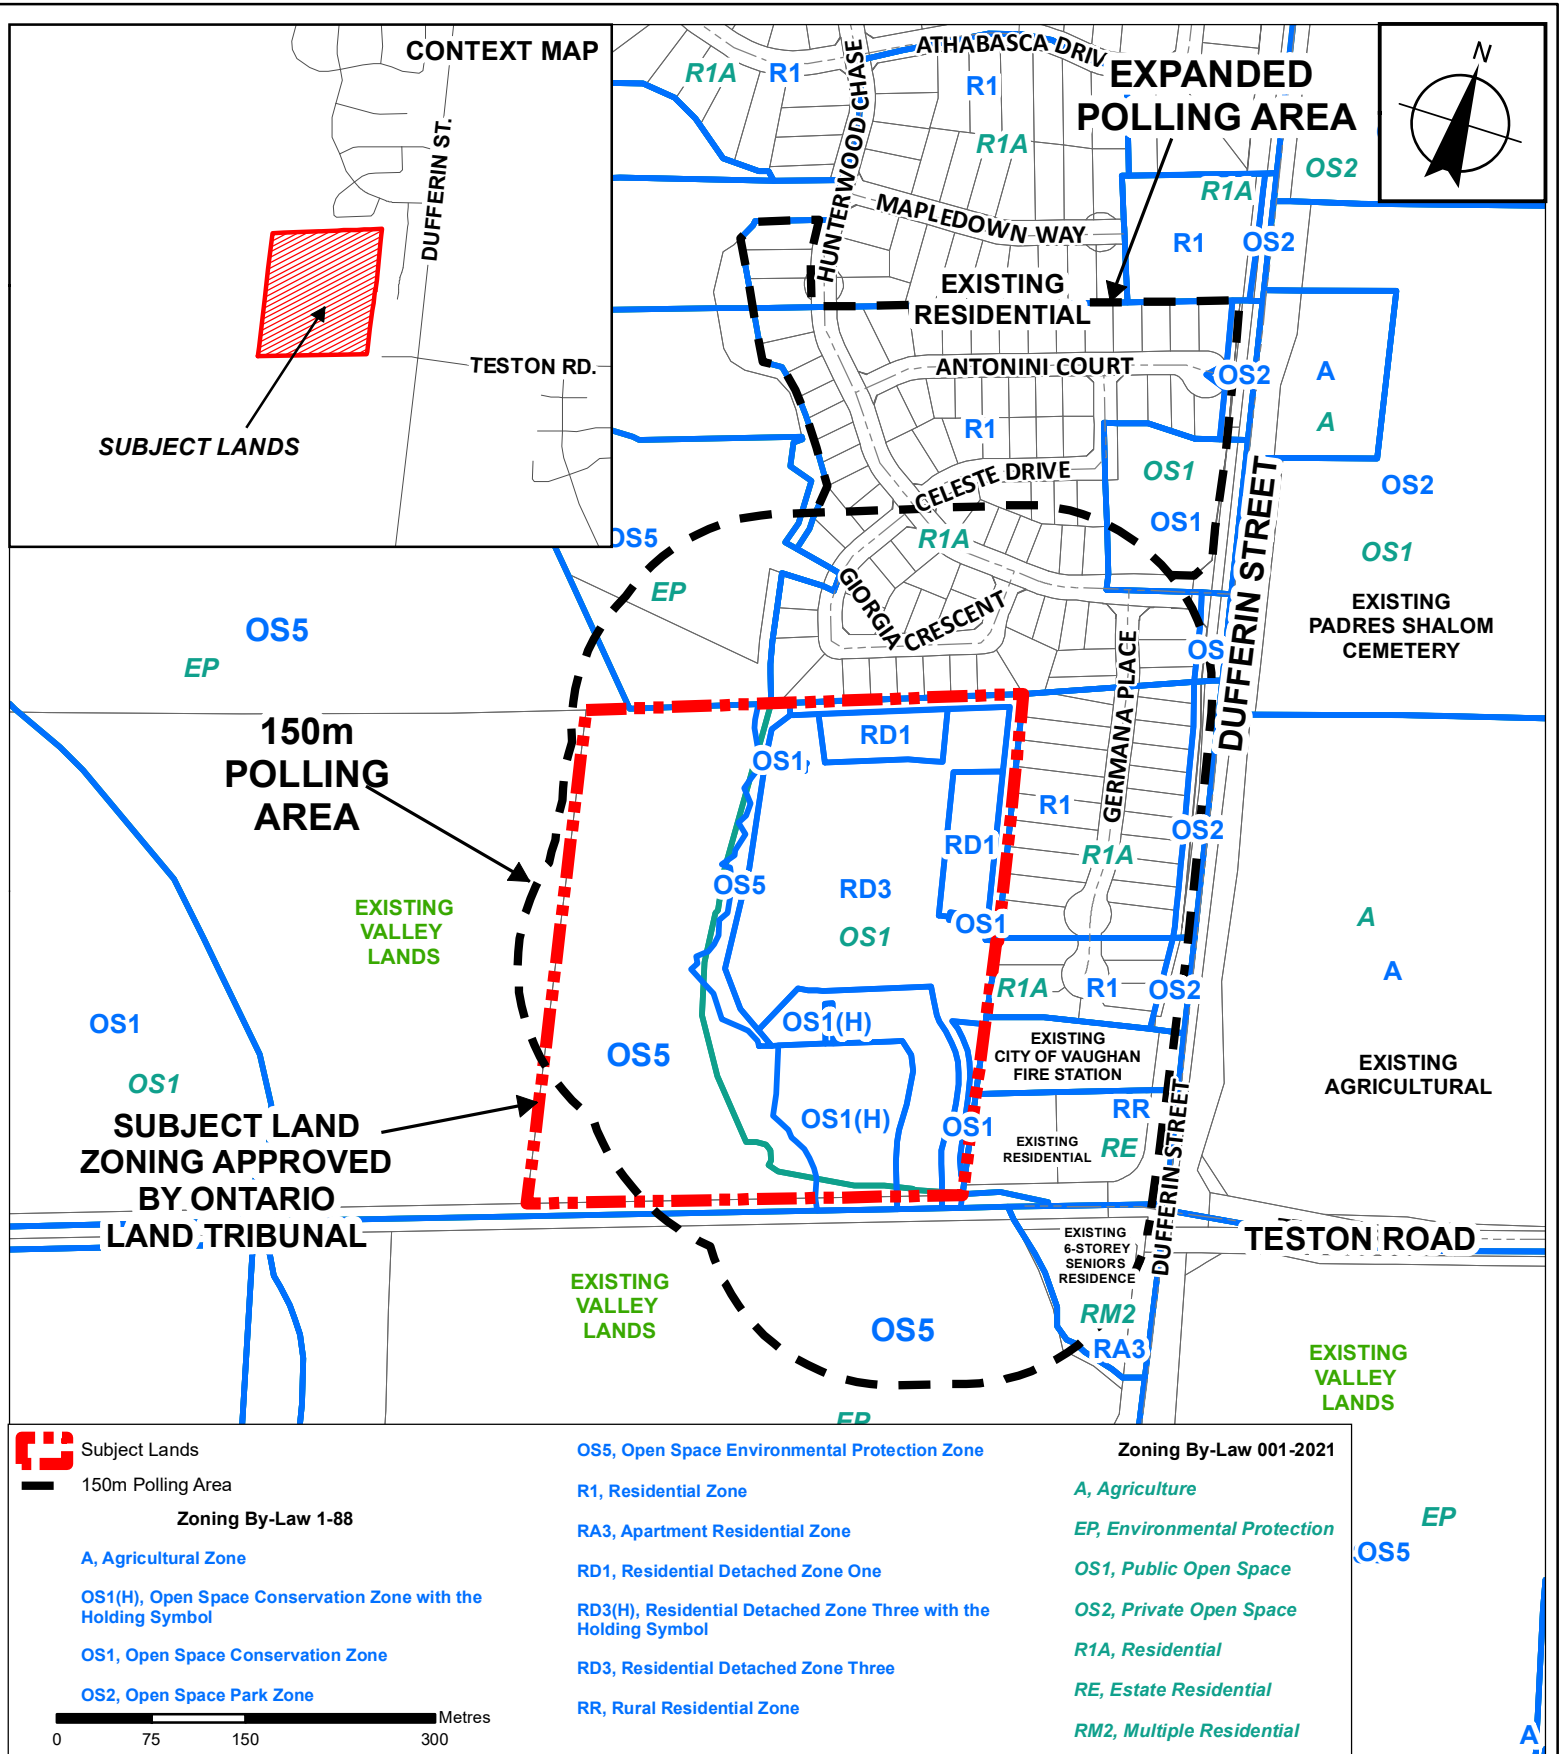 CONTEXT MAP
DUFFERIN ST.
TESTON RD.
SUBJECT LANDS
N
ATHABASCA DRIV
R1A
R1
R1
HUNTERWOOD CHASE
EXPANDED
POLLING AREA
R1A
OS2
R1A
MAPLEDOWN WAY
R1
OS2
EXISTING
RESIDENTIAL
ANTONINI COURT
OS2
A
A
R1
CELESTE DRIVE
OS1
OS1
OS2
DUFFERIN STREET
OS5
R1A
OS1
EP
GIORGIA CRESCENT
EXISTING
PADRES SHALOM
CEMETERY
OS5
EP
OS
GERMANA PLACE
150m
POLLING
AREA
RD1
OS1
R1
OS2
RD1
R1A
OS5
RD3
OS1
OS1
EXISTING
VALLEY
LANDS
A
A
R1A
R1
OS2
OS1
OS1
OS1(H)
OS5
EXISTING
CITY OF VAUGHAN
FIRE STATION
EXISTING
AGRICULTURAL
SUBJECT LAND
ZONING APPROVED
BY ONTARIO
LAND TRIBUNAL
OS1(H)
OS1
RR
EXISTING
RESIDENTIAL
RE
DUFFERIN STREET
TESTON ROAD
EXISTING
6-STOREY
SENIORS
RESIDENCE
EXISTING
VALLEY
LANDS
OS5
RM2
RA3
EXISTING
VALLEY
LANDS
EP
EP
OS5
A
Subject Lands
150m Polling Area
Zoning By-Law 1-88
A, Agricultural Zone
OS1(H), Open Space Conservation Zone with the
Holding Symbol
OS1, Open Space Conservation Zone
OS2, Open Space Park Zone
Metres
0 75 150 300
OS5, Open Space Environmental Protection Zone
R1, Residential Zone
RA3, Apartment Residential Zone
RD1, Residential Detached Zone One
RD3(H), Residential Detached Zone Three with the
Holding Symbol
RD3, Residential Detached Zone Three
RR, Rural Residential Zone
Zoning By-Law 001-2021
A, Agriculture
EP, Environmental Protection
OS1, Public Open Space
OS2, Private Open Space
R1A, Residential
RE, Estate Residential
RM2, Multiple Residential